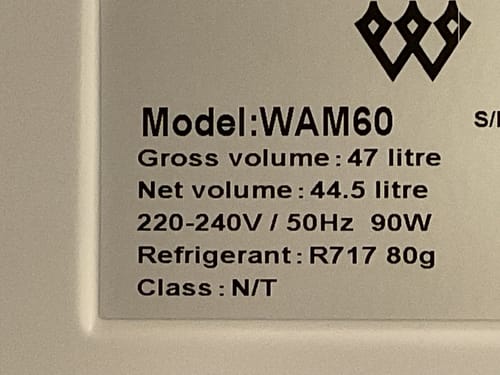 Model:WAM60
Gross volume : 47 litre
Net volume : 44.5 litre
220-240V / 50Hz 90W
Refrigerant : R717 80g
Class : N/T